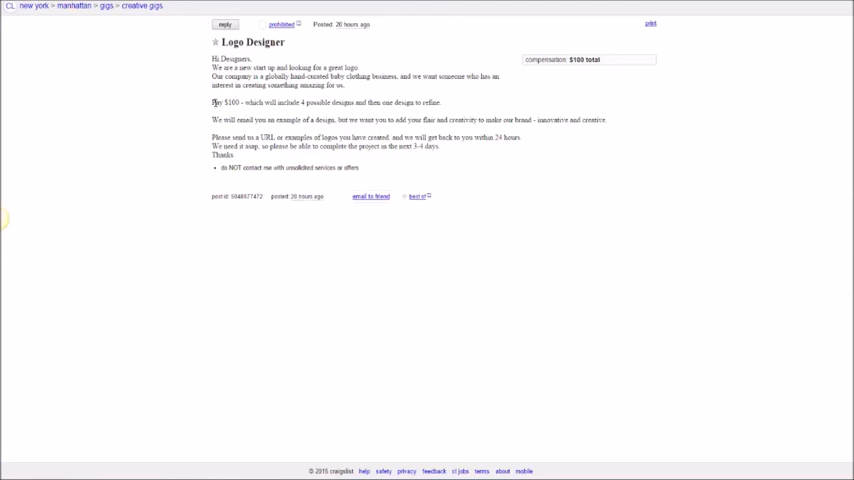 CL new york > manhattan > gigs > creative gigs
reply prohibited Posted: 20 hours ago print
Logo Designer
compensation: $100 total
Hi Designers,
We are a new start up and looking for a great logo.
Our company is a globally hand-curated baby clothing business, and we want someone who has an
interest in creating something amazing for us.
Pay $100 - which will include 4 possible designs and then one design to refine.
We will email you an example of a design, but we want you to add your flair and creativity to make our brand - innovative and creative.
Please send us a URL or examples of logos you have created, and we will get back to you within 24 hours.
We need it asap, so please be able to complete the project in the next 3-4 days.
Thanks
• do NOT contact me with unsolicited services or offers
post id: 5048977472 posted: 20 hours ago email to friend best of
© 2015 craigslist help safety privacy feedback cl jobs terms about mobile